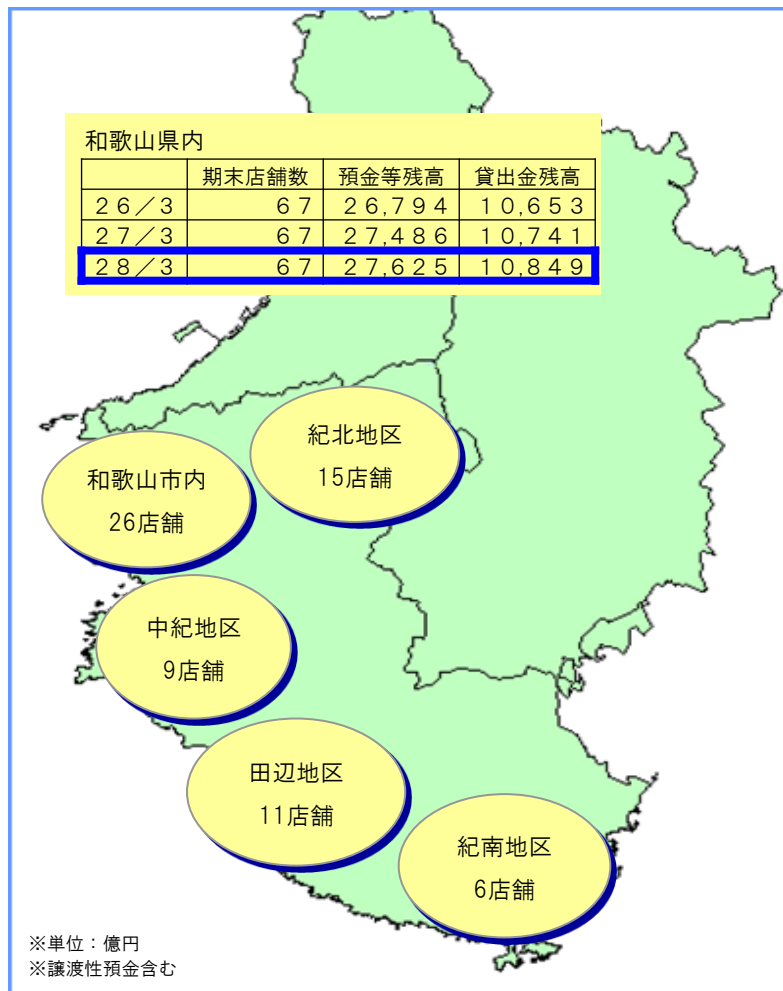 和歌山県内
期末店舗数 預金等残高 貸出金残高
２６／３ ６７ ２６,７９４ １０,６５３
２７／３ ６７ ２７,４８６ １０,７４１
２８／３ ６７ ２７,６２５ １０,８４９
紀北地区
15店舗
和歌山市内
26店舗
中紀地区
9店舗
田辺地区
11店舗
紀南地区
6店舗
※単位：億円
※譲渡性預金含む